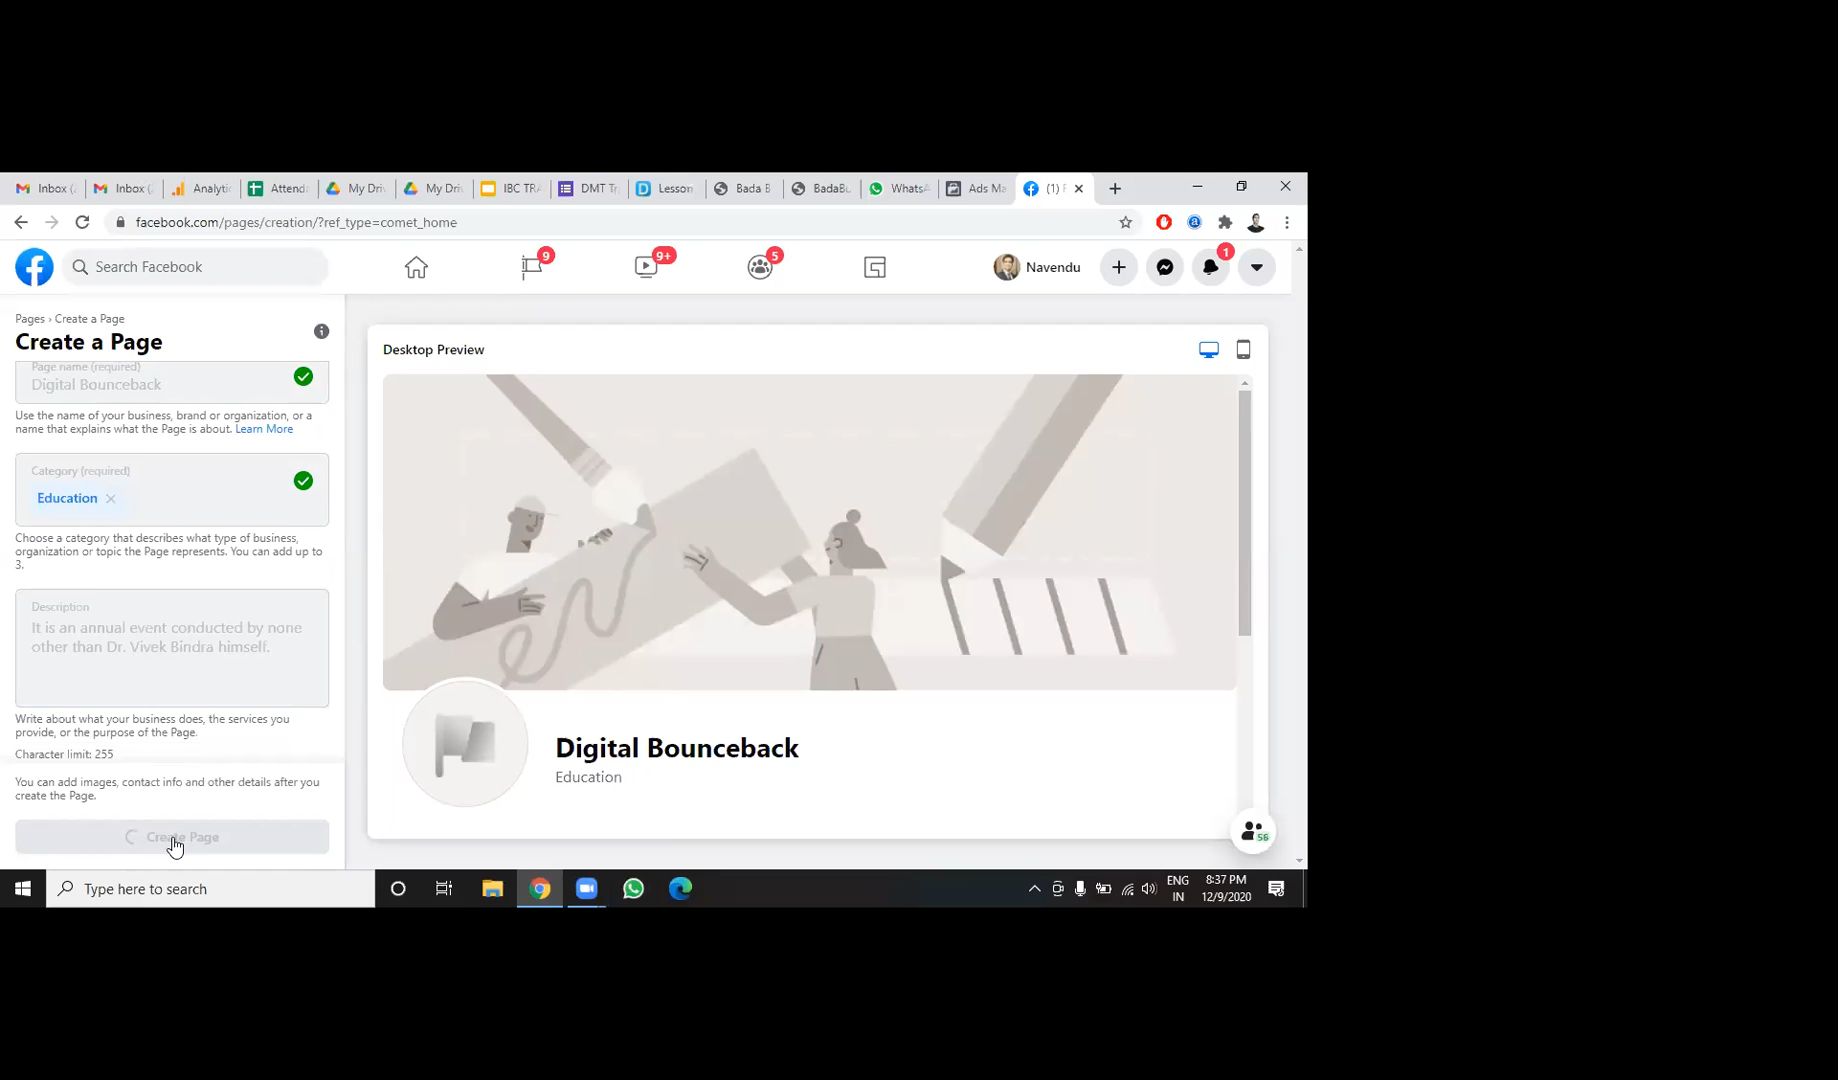 Inbox (
Inbox (
Analyti
Attend
My Driv
My Driv
IBC TRA
DMT Tr
Lesson
Bada B
BadaBu
WhatsA
Ads Ma
(1) F
facebook.com/pages/creation/?ref_type=comet_home
Search Facebook
9
9+
5
Navendu
1
Pages › Create a Page
Create a Page
Page name (required)
Digital Bounceback
Use the name of your business, brand or organization, or a
name that explains what the Page is about. Learn More
Category (required)
Education
Choose a category that describes what type of business,
organization or topic the Page represents. You can add up to
3.
Description
It is an annual event conducted by none
other than Dr. Vivek Bindra himself.
Write about what your business does, the services you
provide, or the purpose of the Page.
Character limit: 255
You can add images, contact info and other details after you
create the Page.
Create Page
Desktop Preview
Digital Bounceback
Education
56
Type here to search
ENG
IN
8:37 PM
12/9/2020